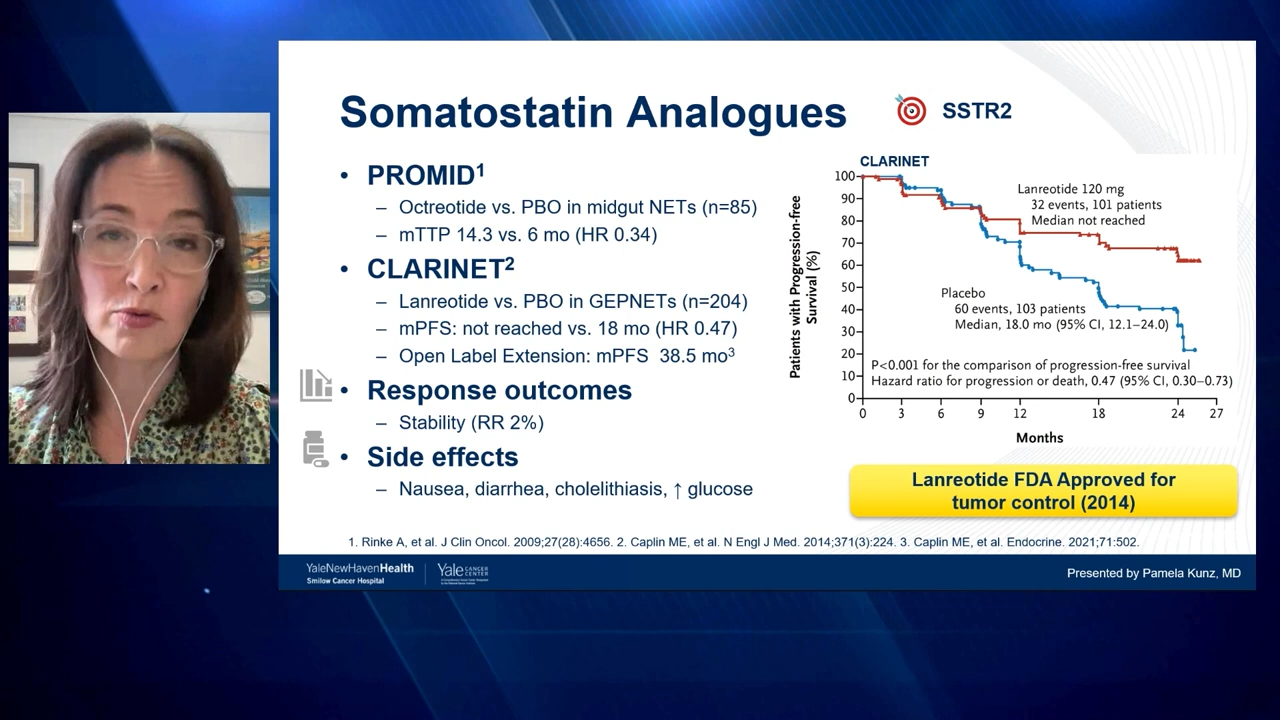 Somatostatin Analogues
SSTR2
• PROMID1
– Octreotide vs. PBO in midgut NETs (n=85)
– mTTP 14.3 vs. 6 mo (HR 0.34)
• CLARINET2
– Lanreotide vs. PBO in GEPNETs (n=204)
– mPFS: not reached vs. 18 mo (HR 0.47)
– Open Label Extension: mPFS 38.5 mo3
• Response outcomes
– Stability (RR 2%)
• Side effects
– Nausea, diarrhea, cholelithiasis, ↑ glucose
CLARINET
Patients with Progression-free
Survival (%)
100
90
80
70
60
50
40
30
20
10
0
Lanreotide 120 mg
32 events, 101 patients
Median not reached
Placebo
60 events, 103 patients
Median, 18.0 mo (95% CI, 12.1–24.0)
P<0.001 for the comparison of progression-free survival
Hazard ratio for progression or death, 0.47 (95% CI, 0.30–0.73)
0 3 6 9 12 18 24 27
Months
Lanreotide FDA Approved for
tumor control (2014)
1. Rinke A, et al. J Clin Oncol. 2009;27(28):4656. 2. Caplin ME, et al. N Engl J Med. 2014;371(3):224. 3. Caplin ME, et al. Endocrine. 2021;71:502.
YaleNewHavenHealth
Smilow Cancer Hospital
Yale CANCER
CENTER
Presented by Pamela Kunz, MD